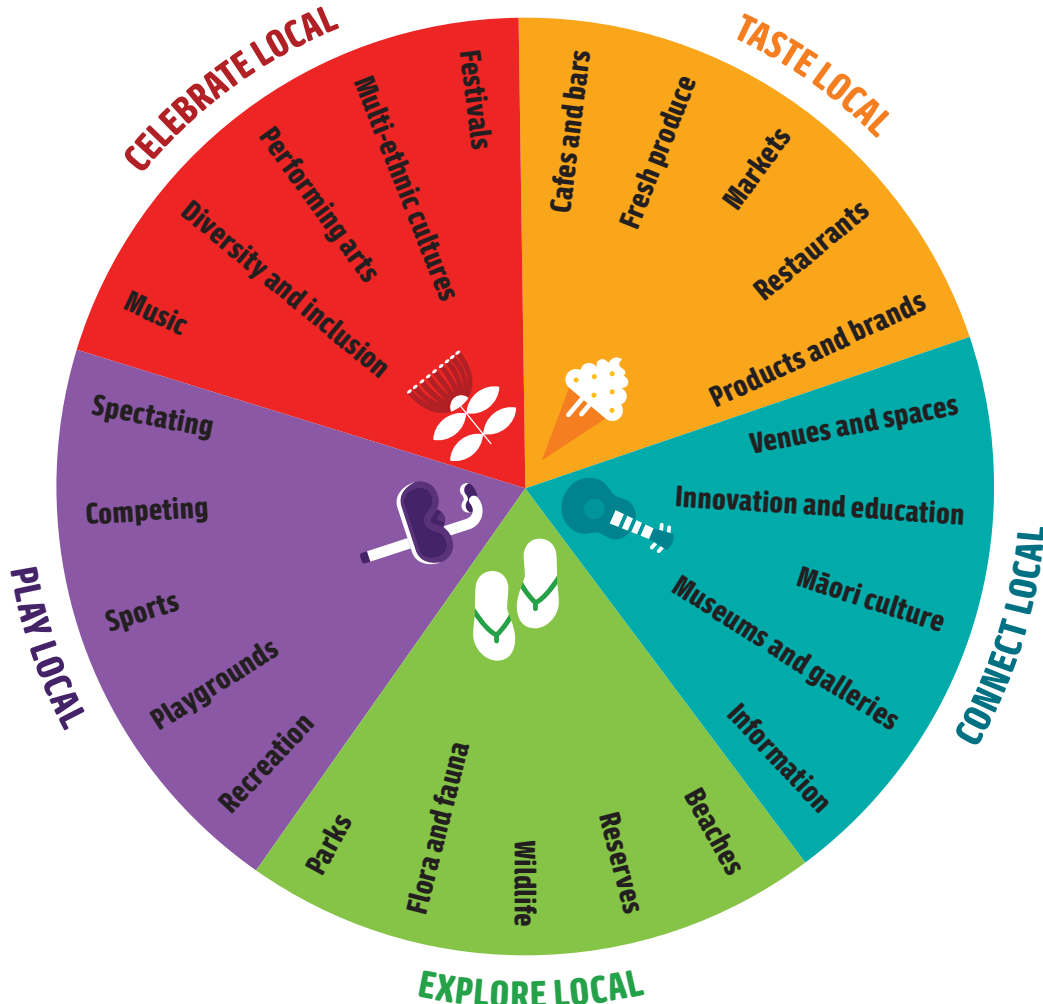 CELEBRATE LOCAL
Festivals
Multi-ethnic cultures
Performing arts
Diversity and inclusion
Music
TASTE LOCAL
Cafes and bars
Fresh produce
Markets
Restaurants
Products and brands
CONNECT LOCAL
Venues and spaces
Innovation and education
Māori culture
Museums and galleries
Information
EXPLORE LOCAL
Beaches
Reserves
Wildlife
Flora and fauna
Parks
PLAY LOCAL
Recreation
Playgrounds
Sports
Competing
Spectating